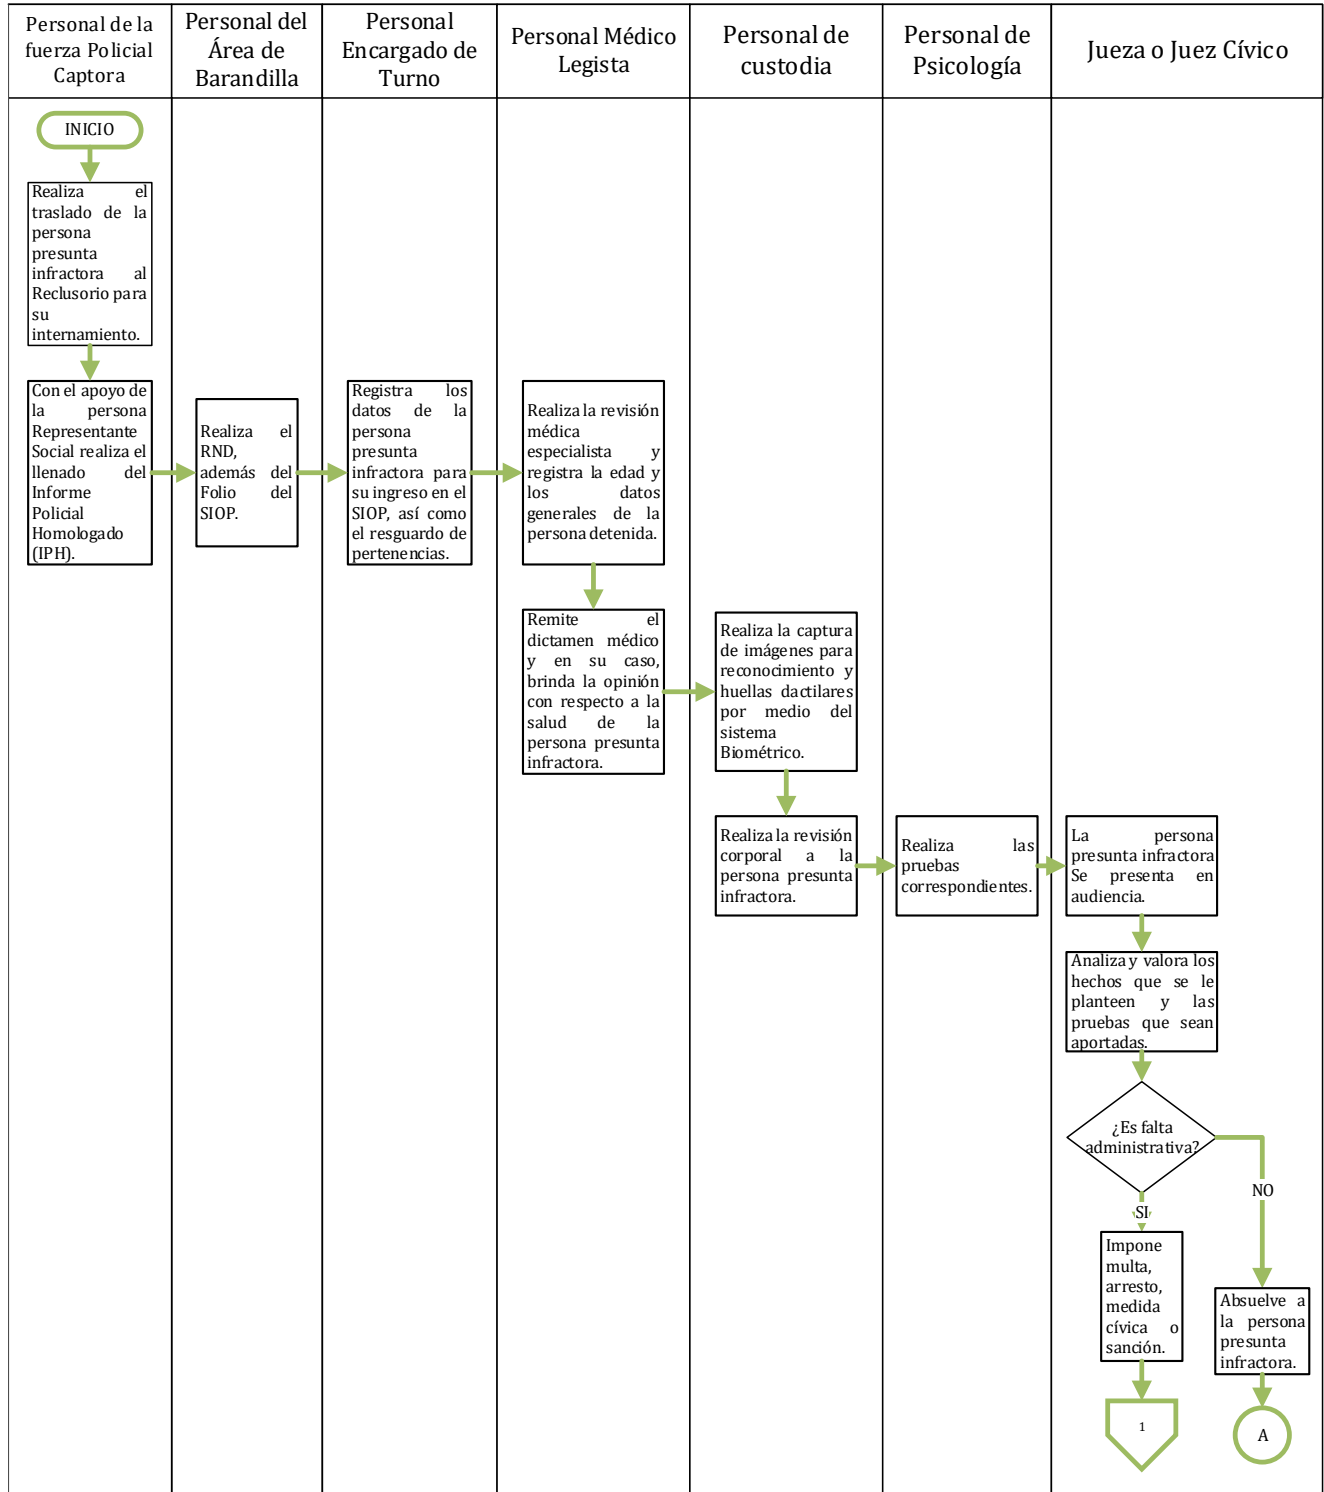 Personal de la
fuerza Policial
Captora
Personal del
Área de
Barandilla
Personal
Encargado de
Turno
Personal Médico
Legista
Personal de
custodia
Personal de
Psicología
Jueza o Juez Cívico
INICIO
Realiza el
traslado de la
persona
presunta
infractora al
Reclusorio para
su
internamiento.
Con el apoyo de
la persona
Representante
Social realiza el
llenado del
Informe
Policial
Homologado
(IPH).
Realiza el
RND,
además del
Folio del
SIOP.
Registra los
datos de la
persona
presunta
infractora para
su ingreso en el
SIOP, así como
el resguardo de
pertenencias.
Realiza la revisión
médica
especialista y
registra la edad y
los datos
generales de la
persona detenida.
Remite el
dictamen médico
y en su caso,
brinda la opinión
con respecto a la
salud de la
persona presunta
infractora.
Realiza la captura
de imágenes para
reconocimiento y
huellas dactilares
por medio del
sistema
Biométrico.
Realiza la revisión
corporal a la
persona presunta
infractora.
Realiza las
pruebas
correspondientes.
La persona
presunta infractora
Se presenta en
audiencia.
Analiza y valora los
hechos que se le
planteen y las
pruebas que sean
aportadas.
¿Es falta
administrativa?
SI
NO
Impone
multa,
arresto,
medida
cívica o
sanción.
Absuelve a
la persona
presunta
infractora.
1
A